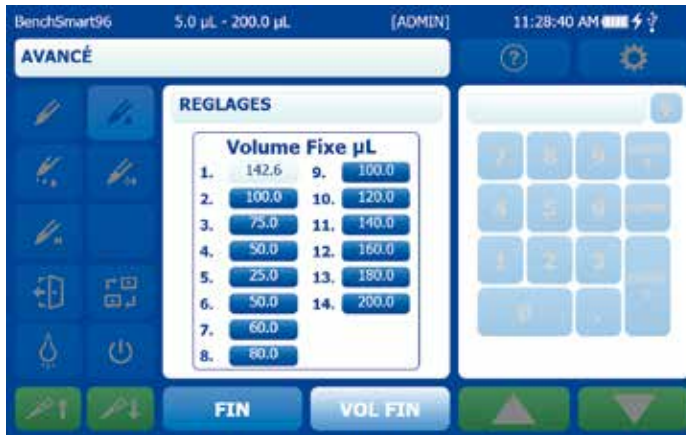 BenchSmart96 5.0 µL - 200.0 µL [ADMIN] 11:28:40 AM
AVANCÉ ?
REGLAGES
Volume Fixe µL
1. 142.6 9. 100.0
2. 100.0 10. 120.0
3. 75.0 11. 140.0
4. 50.0 12. 160.0
5. 25.0 13. 180.0
6. 50.0 14. 200.0
7. 60.0
8. 80.0
7 8 9
4 5 6
1 2 3
0 .
FIN VOL FIN